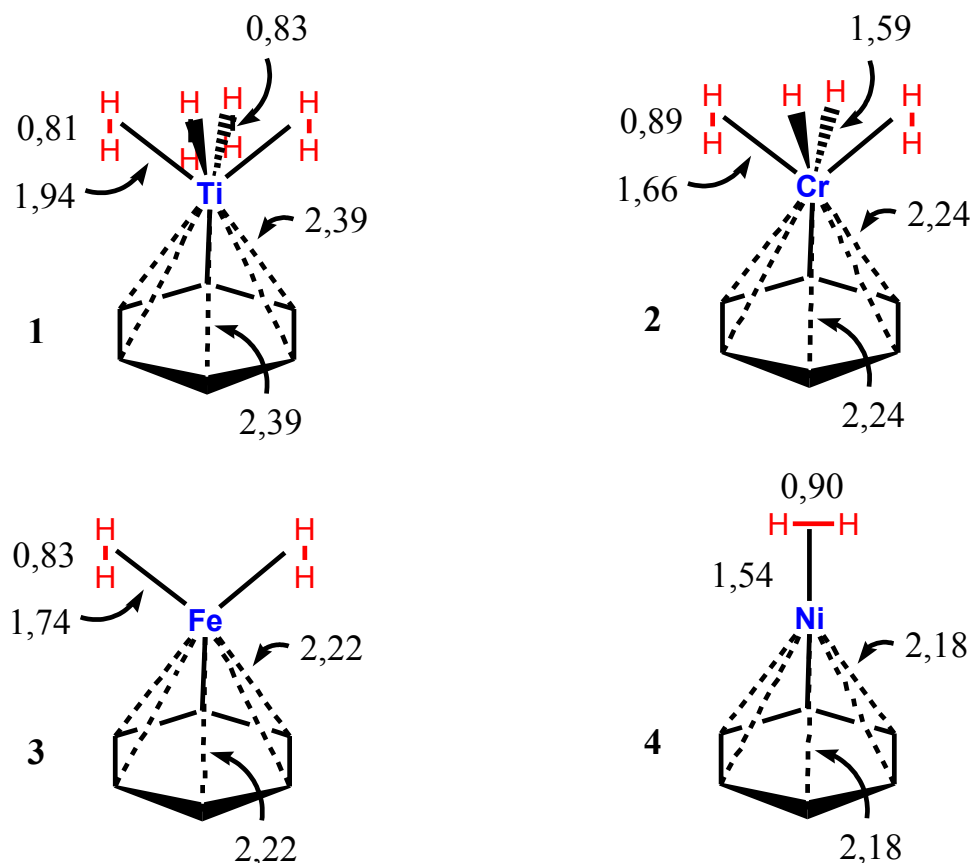 0,83
H H H H
0,81
H H H H
1,94
Ti
2,39
1
2,39
1,59
H H H H
0,89
H H
1,66
Cr
2,24
2
2,24
H H
0,83
H H
1,74
Fe
2,22
3
2,22
0,90
H H
1,54
Ni
2,18
4
2,18